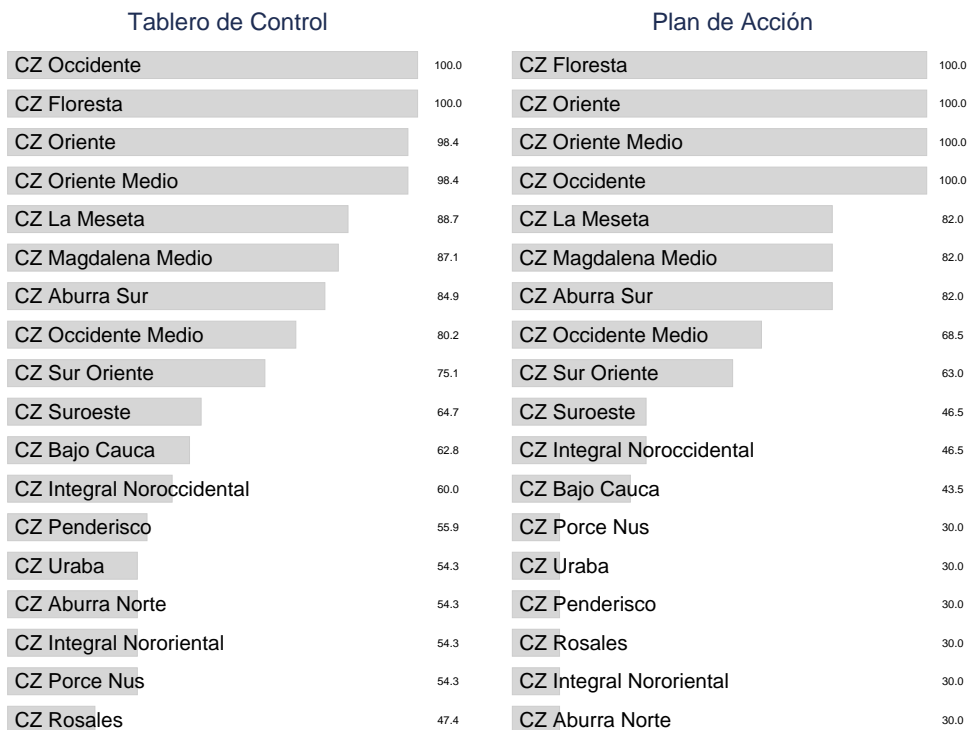 Tablero de Control
CZ Occidente 100.0
CZ Floresta 100.0
CZ Oriente 98.4
CZ Oriente Medio 98.4
CZ La Meseta 88.7
CZ Magdalena Medio 87.1
CZ Aburra Sur 84.9
CZ Occidente Medio 80.2
CZ Sur Oriente 75.1
CZ Suroeste 64.7
CZ Bajo Cauca 62.8
CZ Integral Noroccidental 60.0
CZ Penderisco 55.9
CZ Uraba 54.3
CZ Aburra Norte 54.3
CZ Integral Nororiental 54.3
CZ Porce Nus 54.3
CZ Rosales 47.4
Plan de Acción
CZ Floresta 100.0
CZ Oriente 100.0
CZ Oriente Medio 100.0
CZ Occidente 100.0
CZ La Meseta 82.0
CZ Magdalena Medio 82.0
CZ Aburra Sur 82.0
CZ Occidente Medio 68.5
CZ Sur Oriente 63.0
CZ Suroeste 46.5
CZ Integral Noroccidental 46.5
CZ Bajo Cauca 43.5
CZ Porce Nus 30.0
CZ Uraba 30.0
CZ Penderisco 30.0
CZ Rosales 30.0
CZ Integral Nororiental 30.0
CZ Aburra Norte 30.0